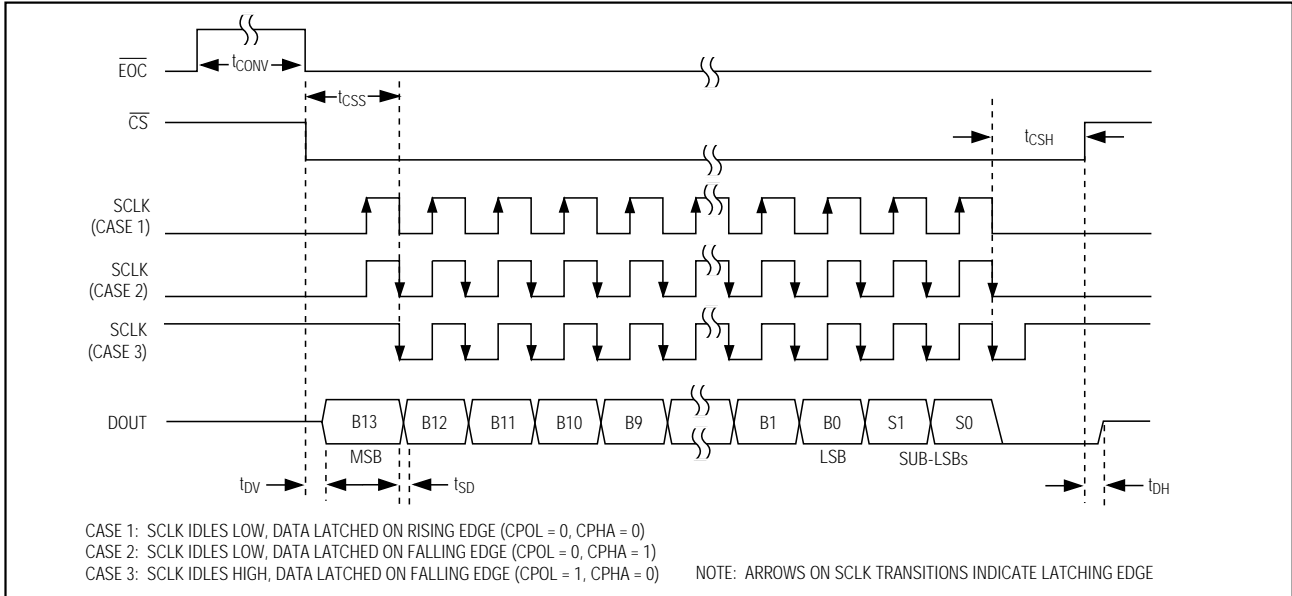 EOC
tCONV
tCSS
CS
tCSH
SCLK
(CASE 1)
SCLK
(CASE 2)
SCLK
(CASE 3)
DOUT
B13
B12
B11
B10
B9
B1
B0
S1
S0
MSB
LSB
SUB-LSBs
tDV
tSD
tDH
CASE 1: SCLK IDLES LOW, DATA LATCHED ON RISING EDGE (CPOL = 0, CPHA = 0)
CASE 2: SCLK IDLES LOW, DATA LATCHED ON FALLING EDGE (CPOL = 0, CPHA = 1)
CASE 3: SCLK IDLES HIGH, DATA LATCHED ON FALLING EDGE (CPOL = 1, CPHA = 0)
NOTE: ARROWS ON SCLK TRANSITIONS INDICATE LATCHING EDGE